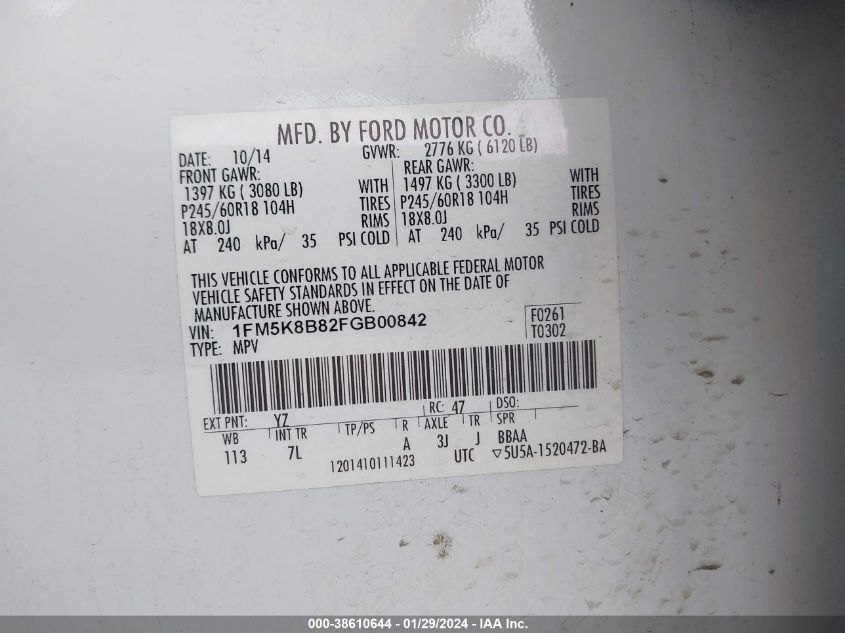 MFD. BY FORD MOTOR CO.
DATE: 10/14 GVWR: 2776 KG ( 6120 LB)
FRONT GAWR: REAR GAWR:
1397 KG ( 3080 LB) WITH 1497 KG ( 3300 LB) WITH
P245/60R18 104H TIRES P245/60R18 104H TIRES
18X8.0J RIMS 18X8.0J RIMS
AT 240 kPa/ 35 PSI COLD AT 240 kPa/ 35 PSI COLD
THIS VEHICLE CONFORMS TO ALL APPLICABLE FEDERAL MOTOR
VEHICLE SAFETY STANDARDS IN EFFECT ON THE DATE OF
MANUFACTURE SHOWN ABOVE.
VIN: 1FM5K8B82FGB00842 F0261
TYPE: MPV T0302
EXT PNT: YZ RC: 47 DSO:
WB INT TR TP/PS R AXLE TR SPR
113 7L A 3J J BBAA
1201410111423 UTC ▽5U5A-1520472-BA
000-38610644 / 01/29/2024 - IAA Inc.